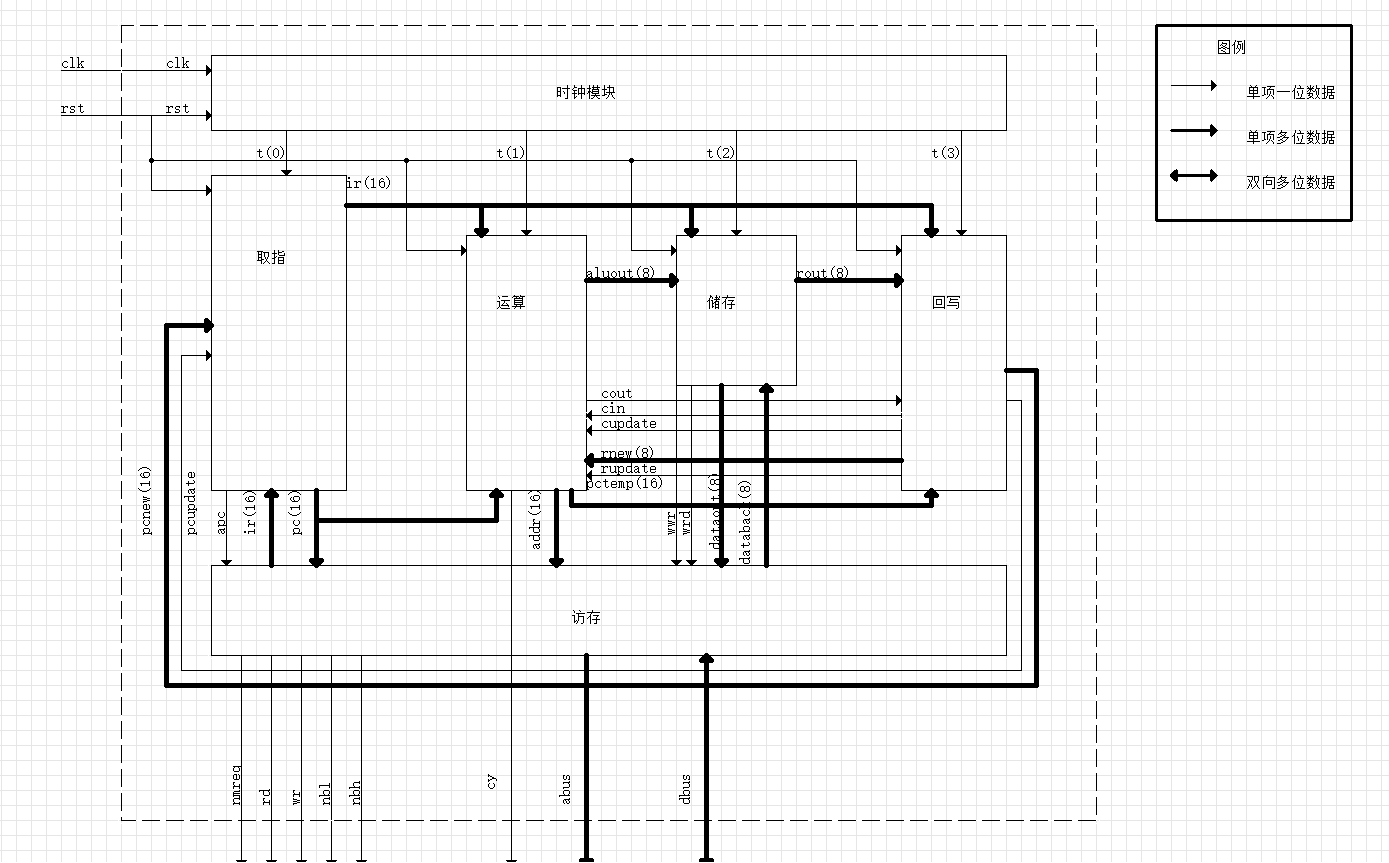 图例
clk clk
时钟模块
单项一位数据
rst rst
单项多位数据
t(0) t(1) t(2) t(3)
ir(16)
双向多位数据
取指
aluout(8) rout(8)
运算 储存 回写
cout
cin
cupdate
rnew(8)
rupdate
pctemp(16)
pcnew(16) pcupdate apc ir(16) pc(16) addr(16) wwr wrd dataout(8) databack(8)
访存
nmreq rd wr nbl nbh cy abus dbus